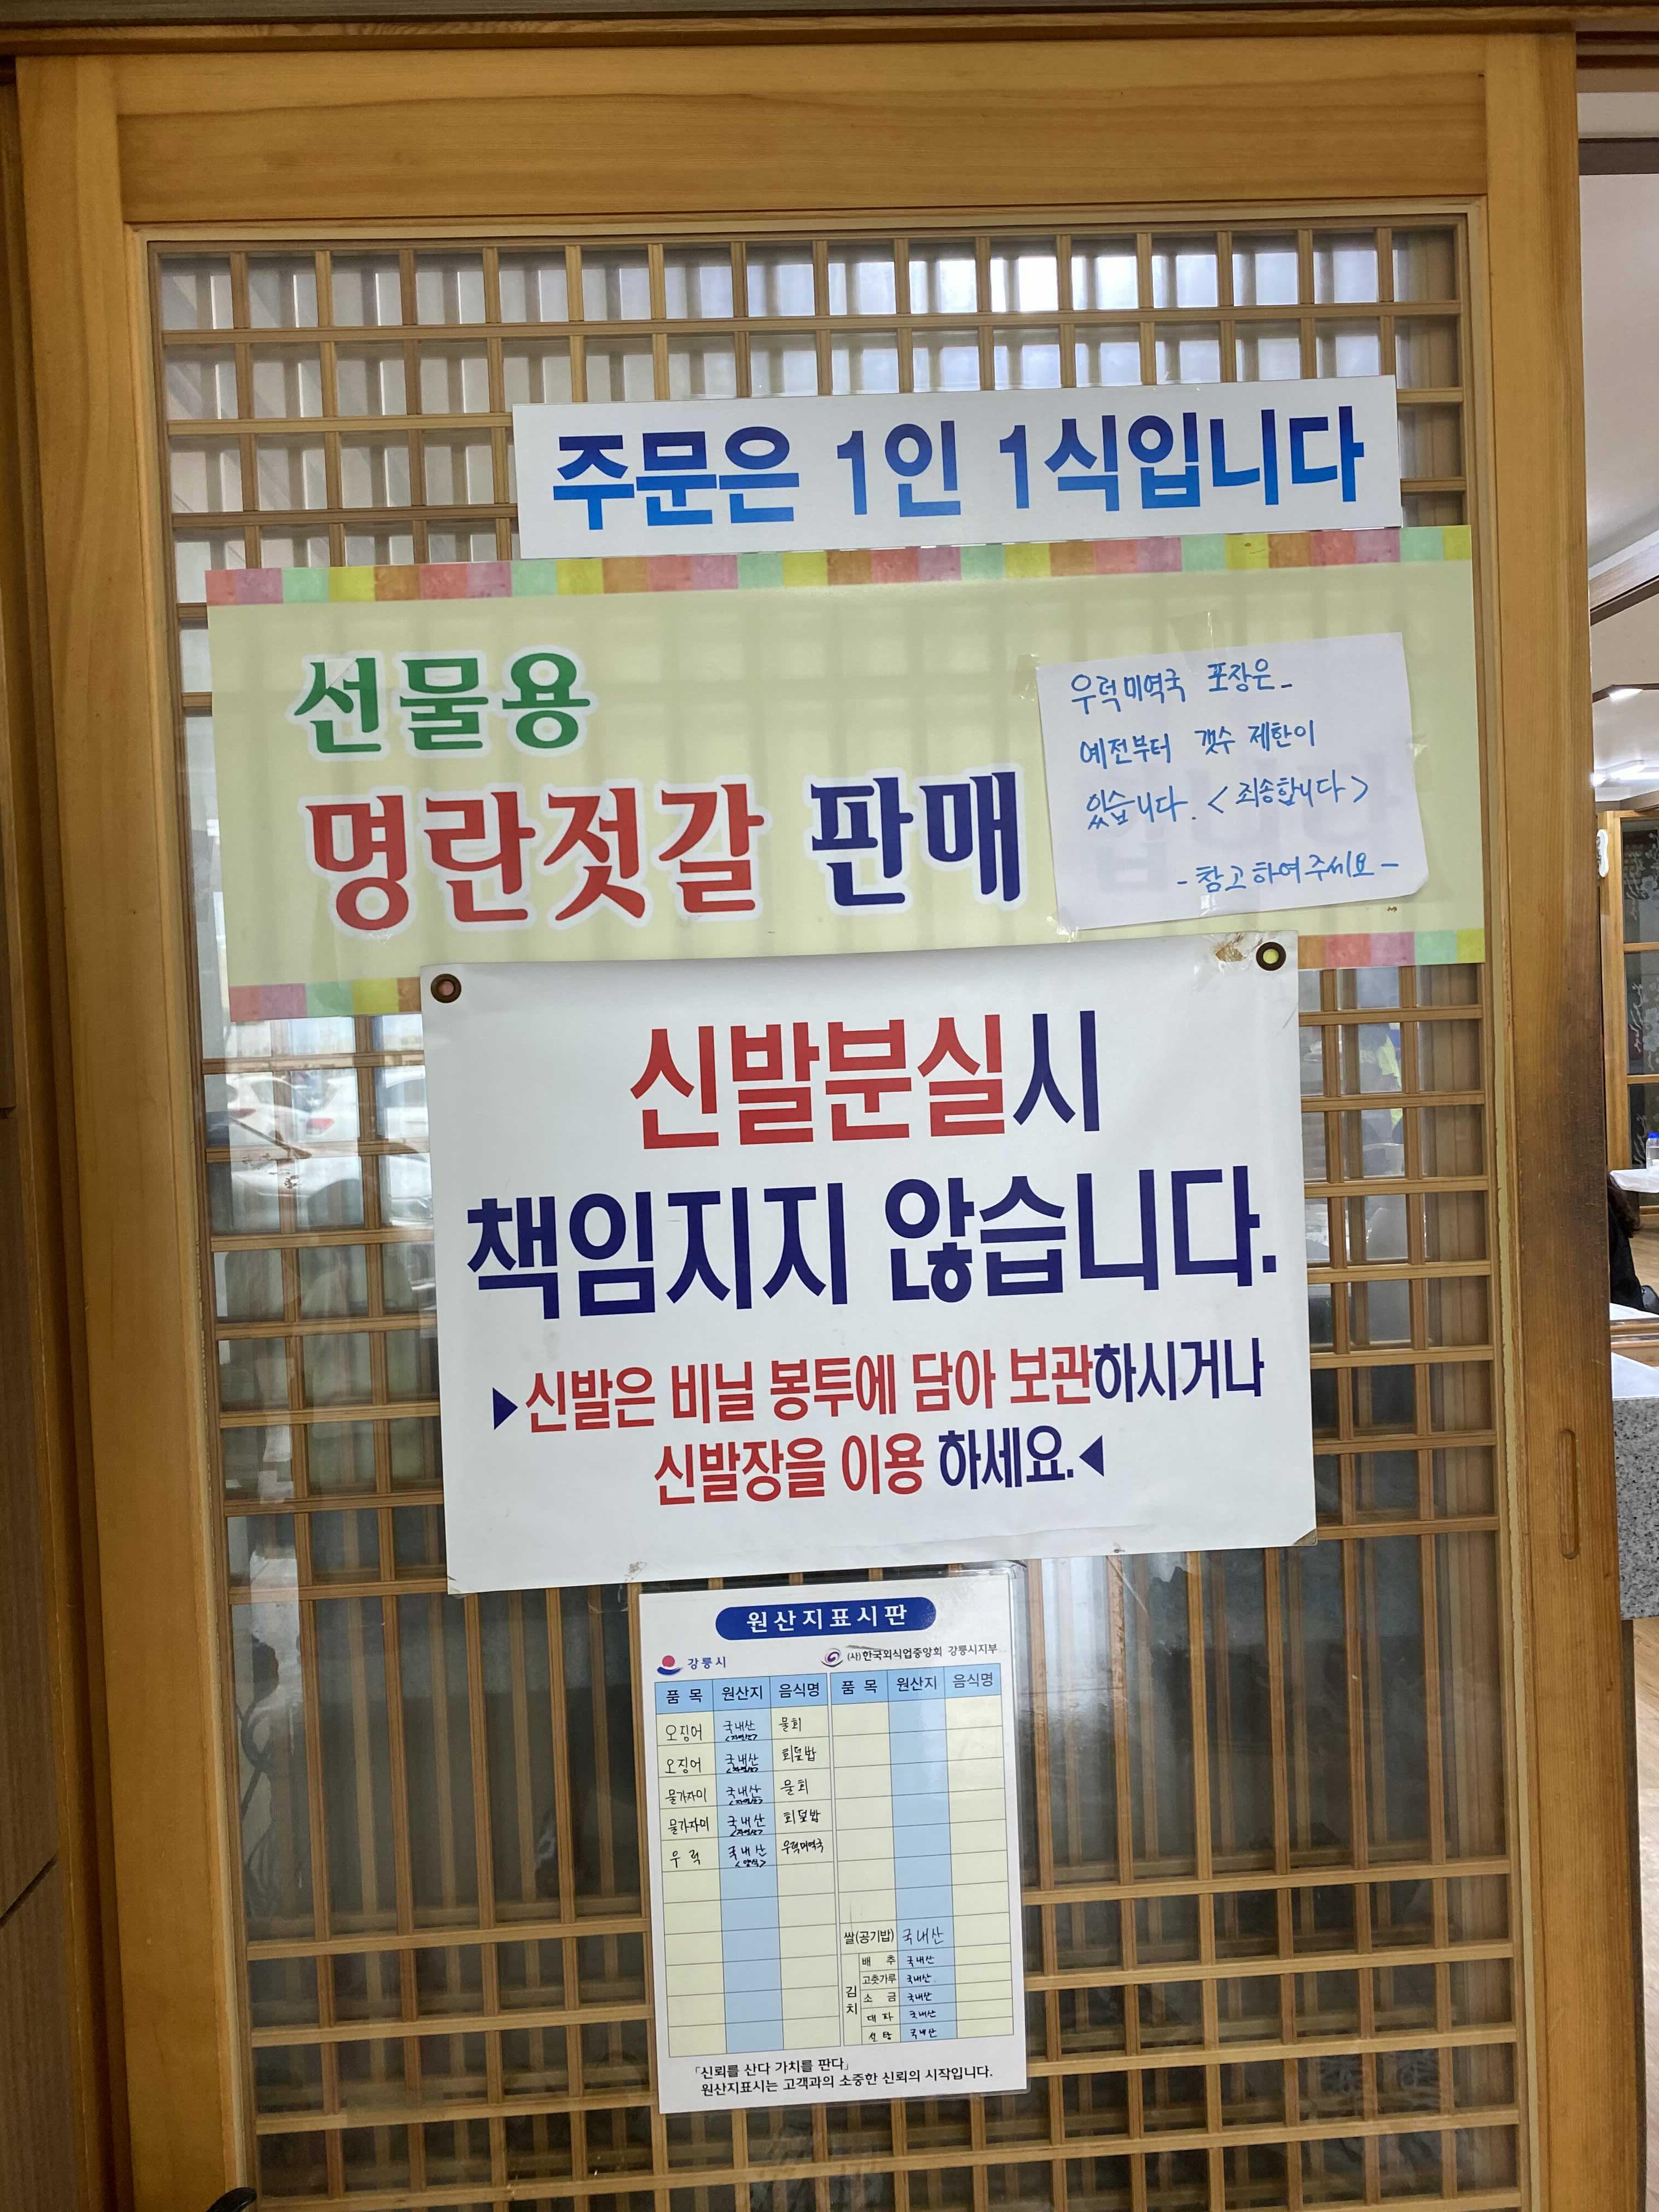 주문은 1인 1식입니다
선물용
명란젓갈 판매
우럭미역국 포장은-
예전부터 갯수 제한이
있습니다. <죄송합니다>
- 참고하여주세요 -
신발분실시
책임지지 않습니다.
▶신발은 비닐 봉투에 담아 보관하시거나
신발장을 이용 하세요.◀
원산지표시판
강릉시 (사)한국외식업중앙회 강릉시지부
품 목 원산지 음식명 품 목 원산지 음식명
오징어 국내산 물회
오징어 국내산 회덮밥
물가자미 국내산 물회
물가자미 국내산 회덮밥
우럭 국내산 <양식> 우럭미역국
쌀(공기밥) 국내산
김치
배 추 국내산
고춧가루 국내산
소 금 국내산
대 파 국내산
설 탕 국내산
「신뢰를 산다 가치를 판다」
원산지표시는 고객과의 소중한 신뢰의 시작입니다.